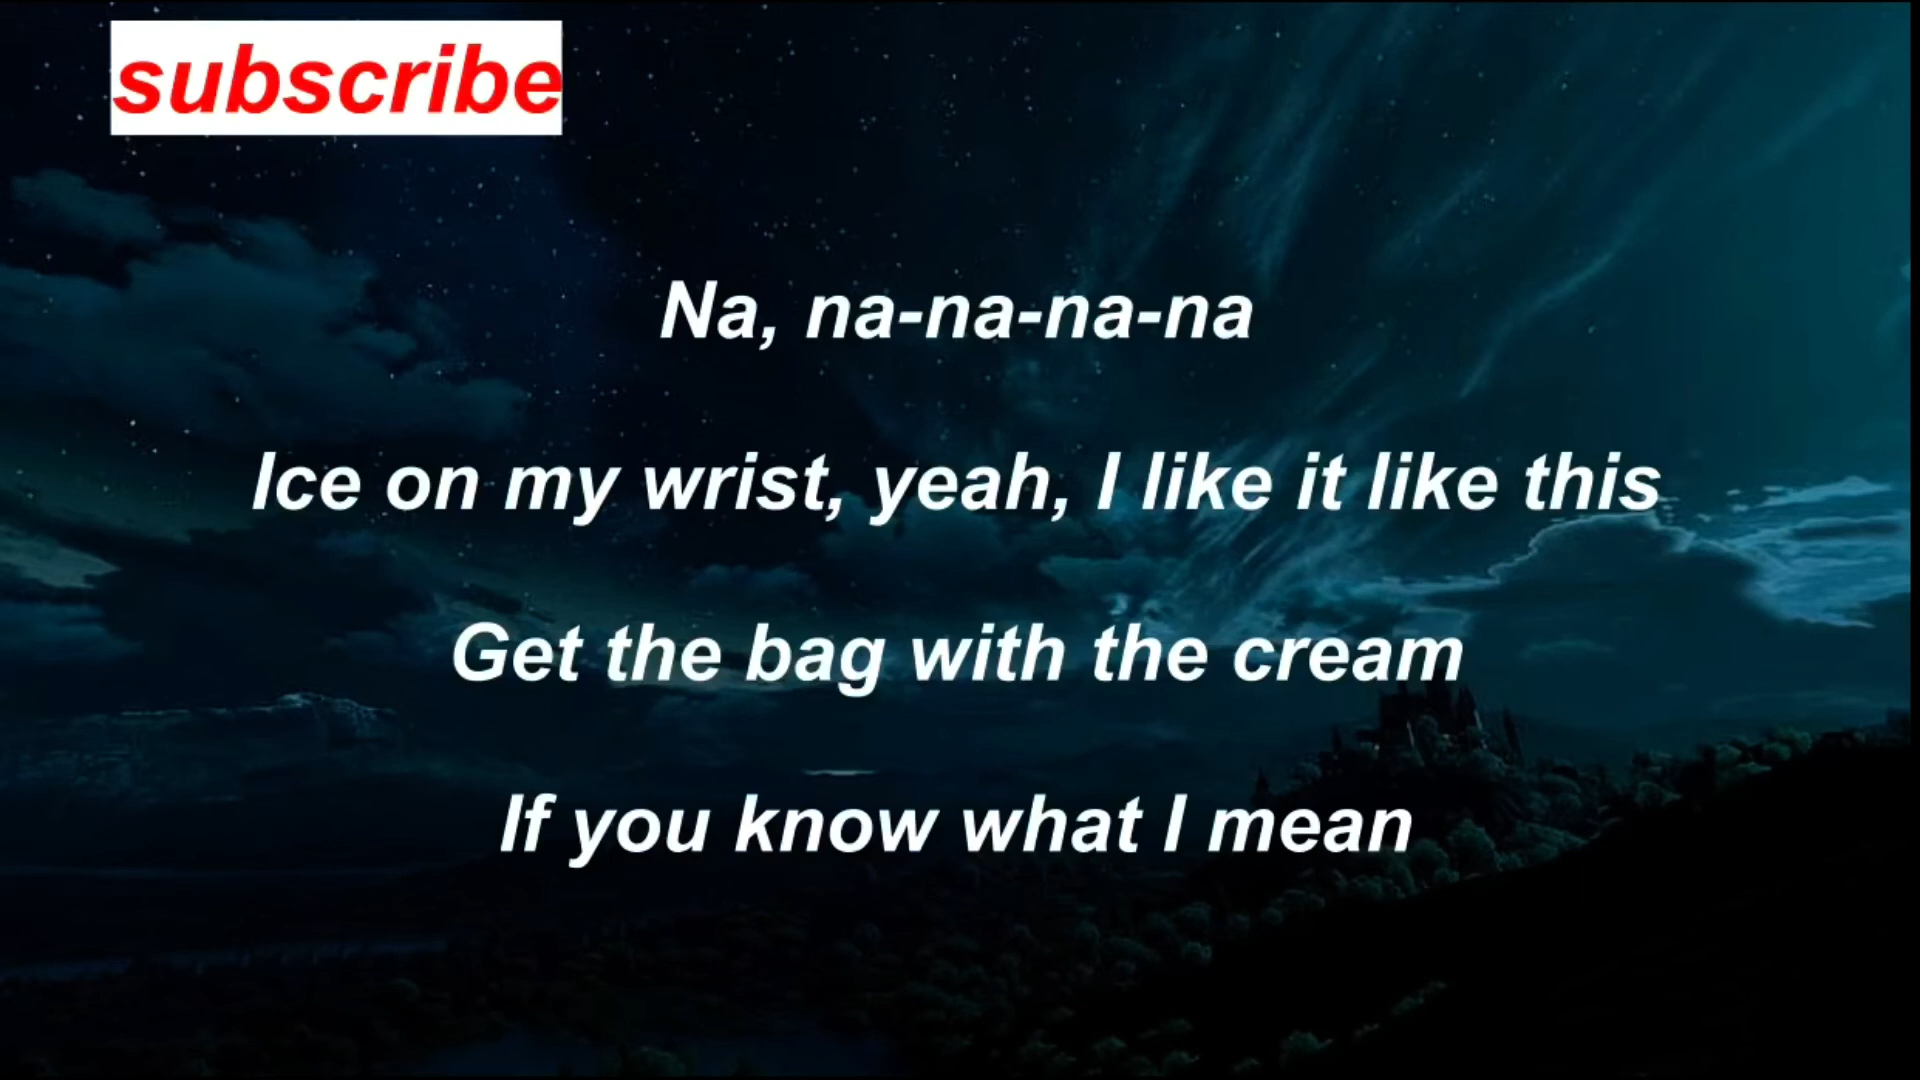 subscribe
Na, na-na-na-na
Ice on my wrist, yeah, I like it like this
Get the bag with the cream
If you know what I mean